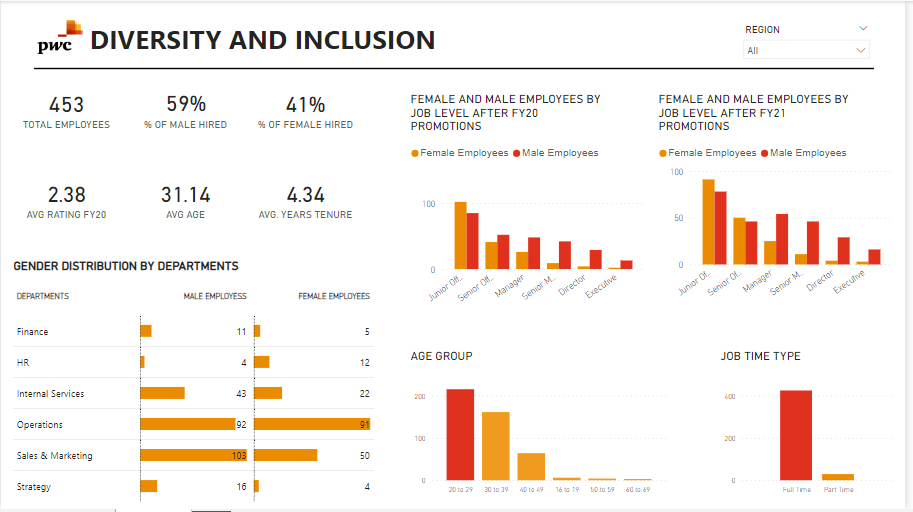 pwc
DIVERSITY AND INCLUSION
REGION
All
453
TOTAL EMPLOYEES
59%
% OF MALE HIRED
41%
% OF FEMALE HIRED
2.38
AVG RATING FY20
31.14
AVG AGE
4.34
AVG. YEARS TENURE
FEMALE AND MALE EMPLOYEES BY
JOB LEVEL AFTER FY20
PROMOTIONS
Female Employees Male Employees
100
0
Junior Off...
Senior Off...
Manager
Senior M...
Director
Executive
FEMALE AND MALE EMPLOYEES BY
JOB LEVEL AFTER FY21
PROMOTIONS
Female Employees Male Employees
100
50
0
Junior Of...
Senior Of...
Manager
Senior M...
Director
Executive
GENDER DISTRIBUTION BY DEPARTMENTS
DEPARTMENTS MALE EMPLOYESS FEMALE EMPLOYEES
Finance 11 5
HR 4 12
Internal Services 43 22
Operations 92 91
Sales & Marketing 103 50
Strategy 16 4
AGE GROUP
200
100
0
20 to 29 30 to 39 40 to 49 16 to 19 50 to 59 60 to 69
JOB TIME TYPE
400
200
0
Full Time Part Time